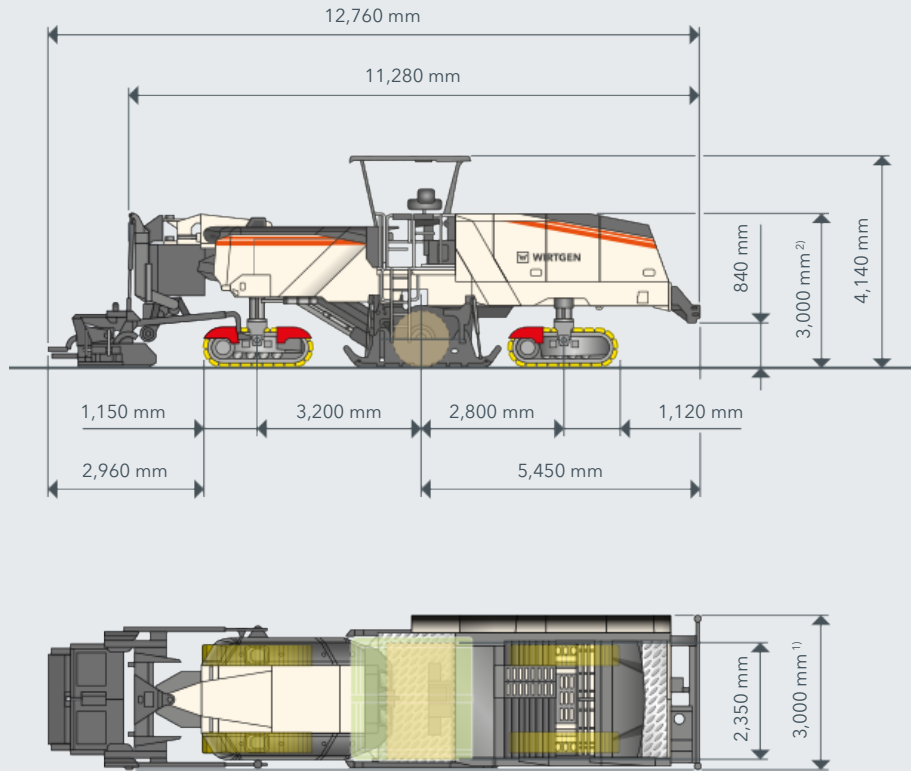 12,760 mm
11,280 mm
WIRTGEN
840 mm
3,000 mm 2)
4,140 mm
1,150 mm
3,200 mm
2,800 mm
1,120 mm
2,960 mm
5,450 mm
2,350 mm
3,000 mm 1)